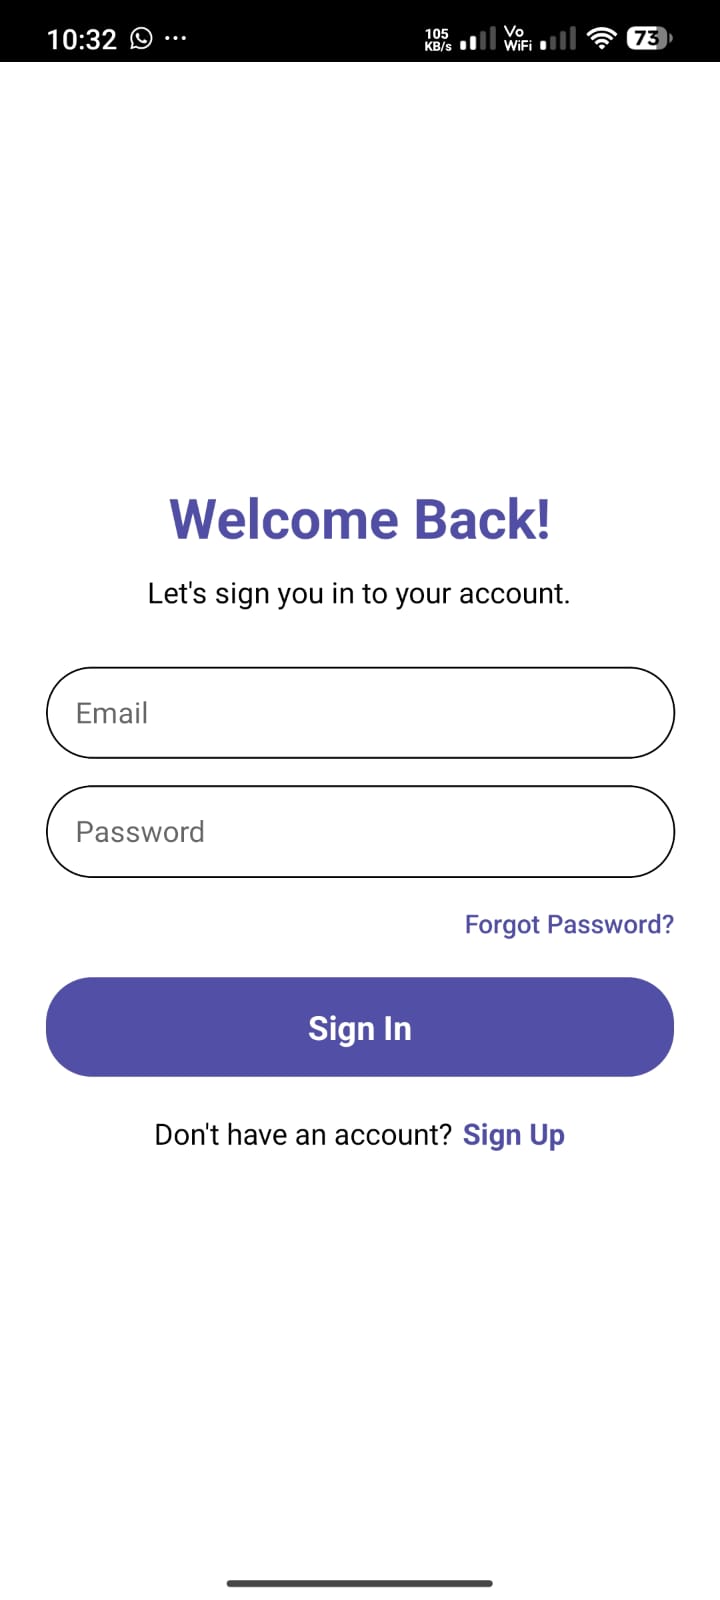 10:32 ...
105
KB/s
Vo
WiFi
73
Welcome Back!
Let's sign you in to your account.
Email
Password
Forgot Password?
Sign In
Don't have an account? Sign Up